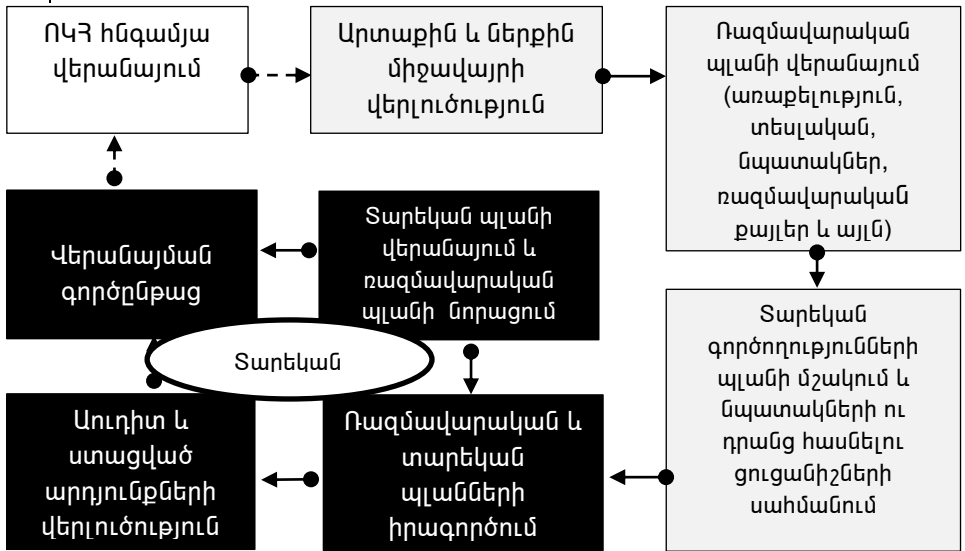 ՈԿՀ հնգամյա
վերանայում
Արտաքին և ներքին
միջավայրի
վերլուծություն
Ռազմավարական
պլանի վերանայում
(առաքելություն,
տեսլական,
նպատակներ,
ռազմավարական
քայլեր և այլն)
Վերանայման
գործընթաց
Տարեկան պլանի
վերանայում և
ռազմավարական
պլանի նորացում
Տարեկան
Տարեկան
գործողությունների
պլանի մշակում և
նպատակների ու
դրանց հասնելու
ցուցանիշների
սահմանում
Աուդիտ և
ստացված
արդյունքների
վերլուծություն
Ռազմավարական և
տարեկան
պլանների
իրագործում